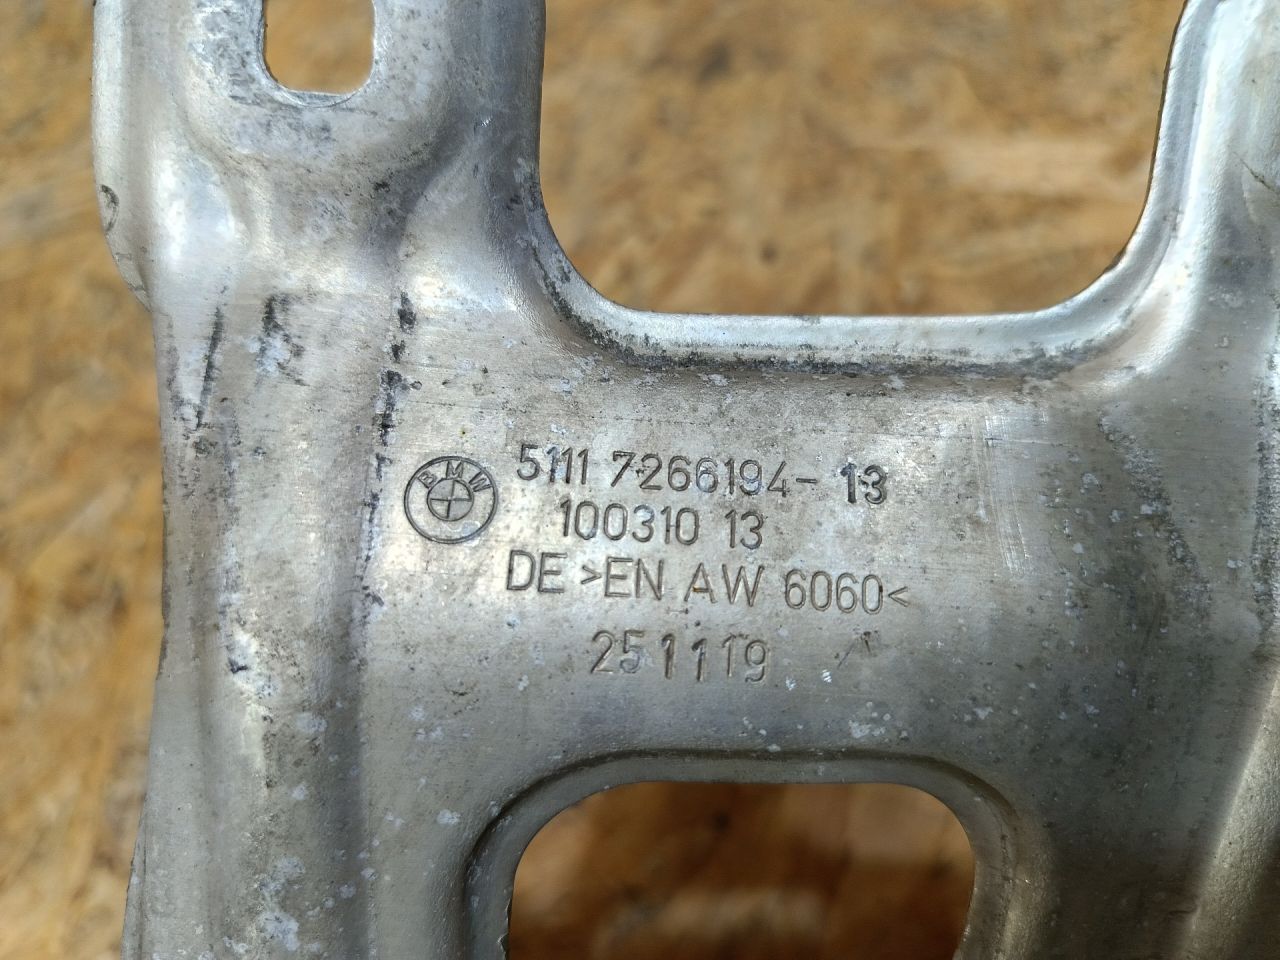 BMW
5111 7266194-13
100310 13
DE >EN AW 6060<
251119